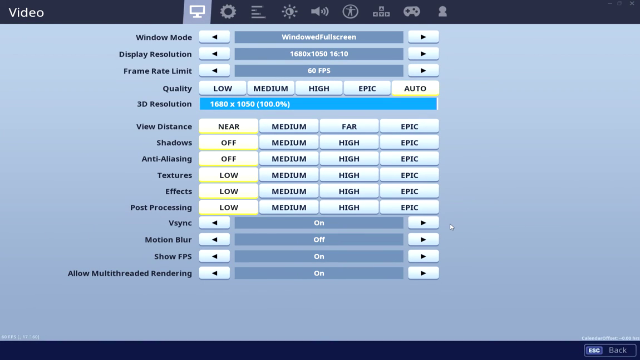 Video
Window Mode WindowedFullscreen
Display Resolution 1680x1050 16:10
Frame Rate Limit 60 FPS
Quality LOW MEDIUM HIGH EPIC AUTO
3D Resolution 1680 x 1050 (100.0%)
View Distance NEAR MEDIUM FAR EPIC
Shadows OFF MEDIUM HIGH EPIC
Anti-Aliasing OFF MEDIUM HIGH EPIC
Textures LOW MEDIUM HIGH EPIC
Effects LOW MEDIUM HIGH EPIC
Post Processing LOW MEDIUM HIGH EPIC
Vsync On
Motion Blur Off
Show FPS On
Allow Multithreaded Rendering On
ESC Back